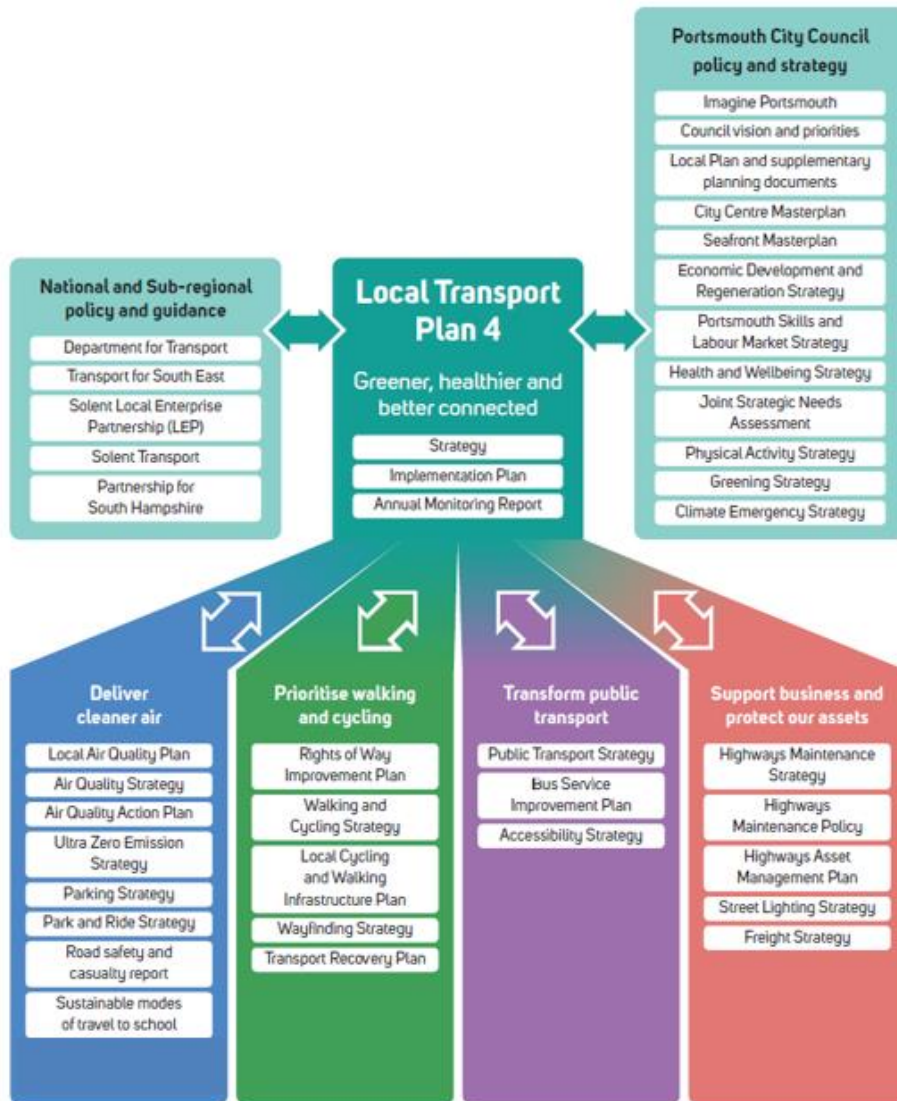 Portsmouth City Council
policy and strategy
Imagine Portsmouth
Council vision and priorities
Local Plan and supplementary
planning documents
City Centre Masterplan
Seafront Masterplan
Economic Development and
Regeneration Strategy
Portsmouth Skills and
Labour Market Strategy
Health and Wellbeing Strategy
Joint Strategic Needs
Assessment
Physical Activity Strategy
Greening Strategy
Climate Emergency Strategy
National and Sub-regional
policy and guidance
Department for Transport
Transport for South East
Solent Local Enterprise
Partnership (LEP)
Solent Transport
Partnership for
South Hampshire
Local Transport
Plan 4
Greener, healthier and
better connected
Strategy
Implementation Plan
Annual Monitoring Report
Deliver
cleaner air
Local Air Quality Plan
Air Quality Strategy
Air Quality Action Plan
Ultra Zero Emission
Strategy
Parking Strategy
Park and Ride Strategy
Road safety and
casualty report
Sustainable modes
of travel to school
Prioritise walking
and cycling
Rights of Way
Improvement Plan
Walking and
Cycling Strategy
Local Cycling
and Walking
Infrastructure Plan
Wayfinding Strategy
Transport Recovery Plan
Transform public
transport
Public Transport Strategy
Bus Service
Improvement Plan
Accessibility Strategy
Support business and
protect our assets
Highways Maintenance
Strategy
Highways
Maintenance Policy
Highways Asset
Management Plan
Street Lighting Strategy
Freight Strategy